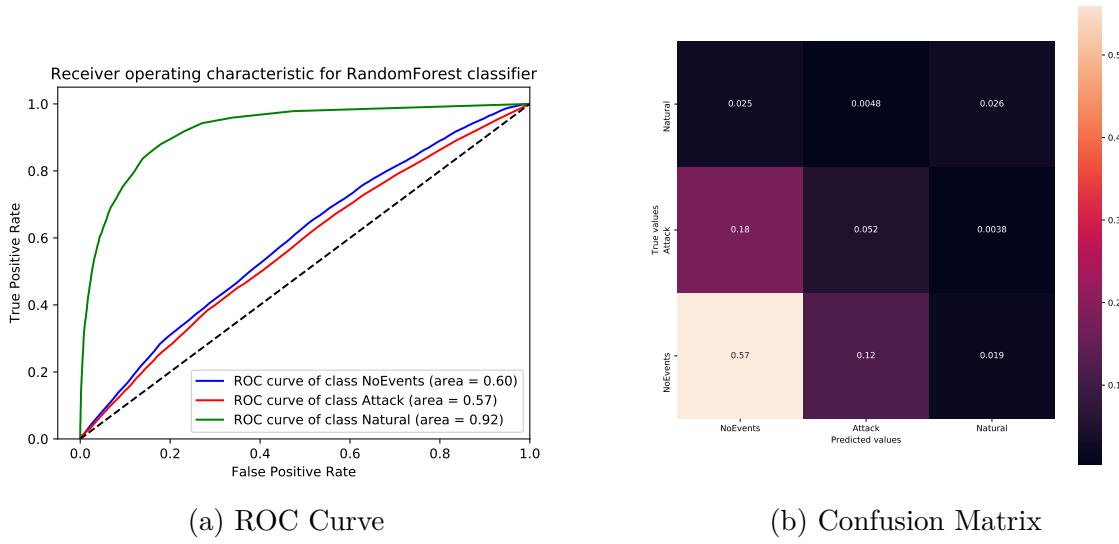 Receiver operating characteristic for RandomForest classifier
1.0
0.8
0.6
0.4
0.2
0.0
True Positive Rate
0.0 0.2 0.4 0.6 0.8 1.0
False Positive Rate
ROC curve of class NoEvents (area = 0.60)
ROC curve of class Attack (area = 0.57)
ROC curve of class Natural (area = 0.92)
(a) ROC Curve
True values
Natural
Attack
NoEvents
0.025 0.0048 0.026
0.18 0.052 0.0038
0.57 0.12 0.019
NoEvents Attack Natural
Predicted values
(b) Confusion Matrix